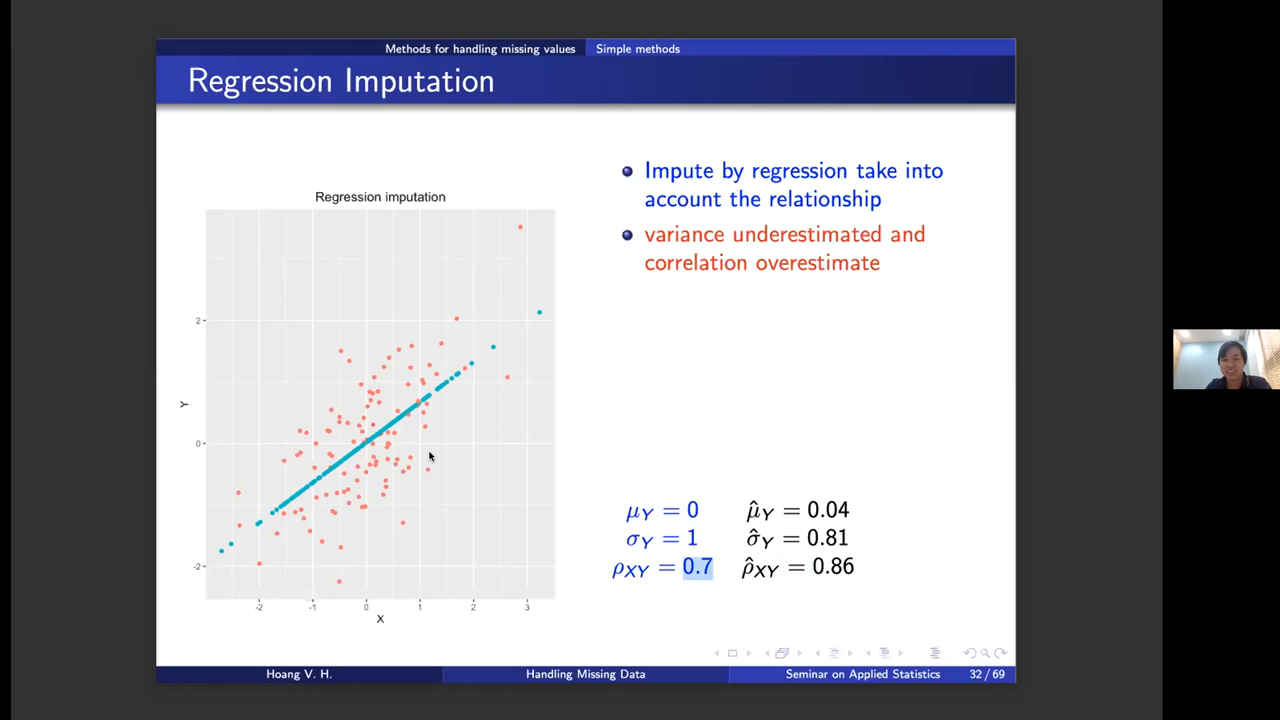 Methods for handling missing values Simple methods
Regression Imputation
Impute by regression take into
account the relationship
variance underestimated and
correlation overestimate
Regression imputation
Y
2
0
-2
-2 -1 0 1 2 3
X
μY = 0 μ̂Y = 0.04
σY = 1 σ̂Y = 0.81
ρXY = 0.7 ρ̂XY = 0.86
Hoang V. H. Handling Missing Data Seminar on Applied Statistics 32 / 69